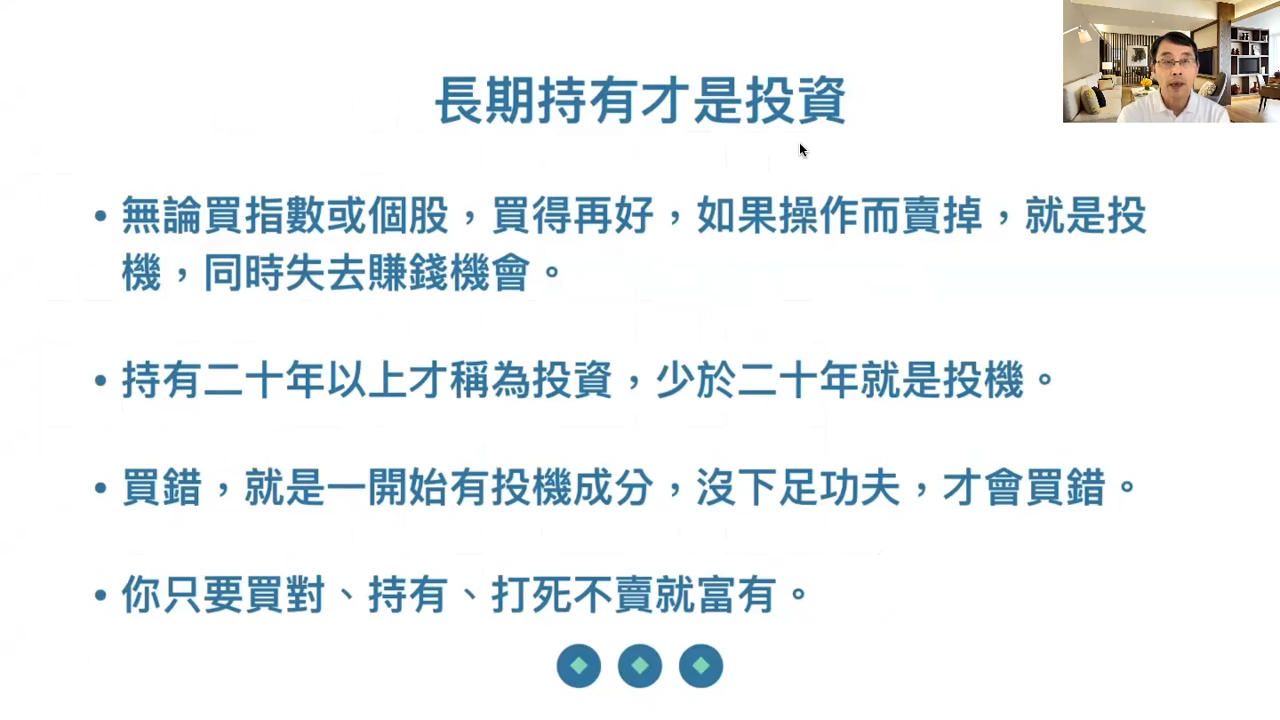 長期持有才是投資
• 無論買指數或個股，買得再好，如果操作而賣掉，就是投
機，同時失去賺錢機會。
• 持有二十年以上才稱為投資，少於二十年就是投機。
• 買錯，就是一開始有投機成分，沒下足功夫，才會買錯。
• 你只要買對、持有、打死不賣就富有。